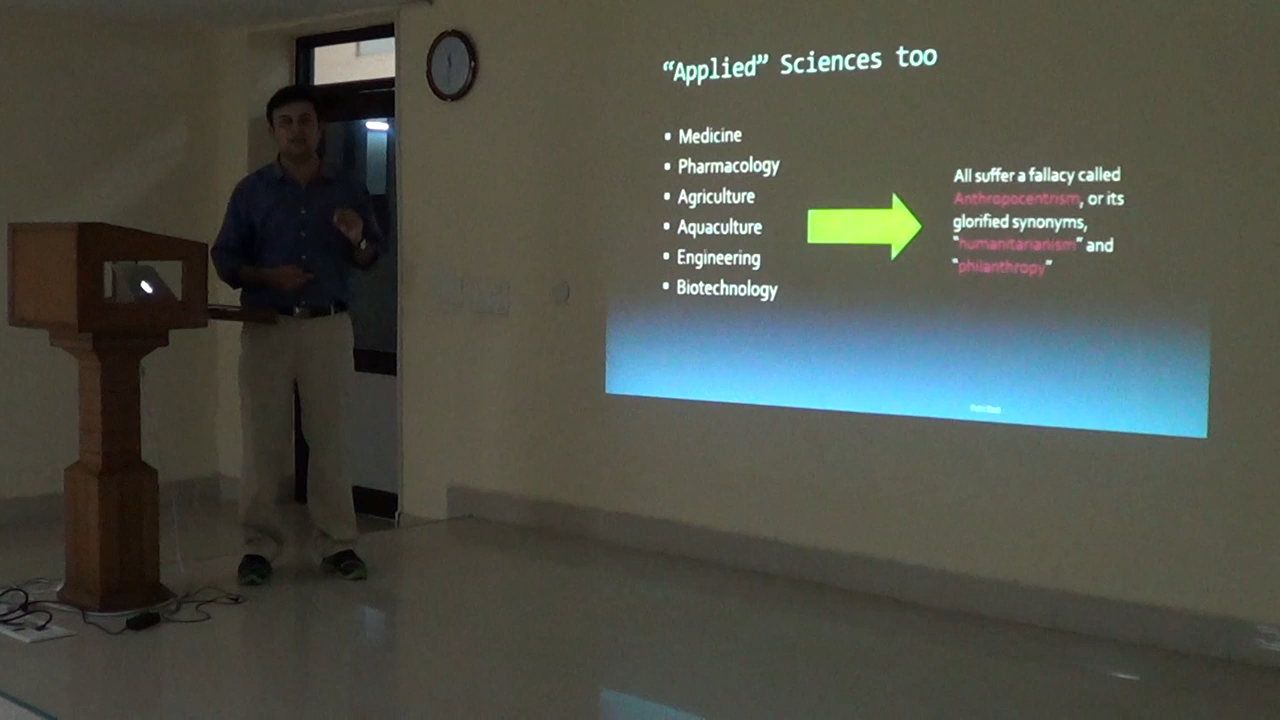 “Applied” Sciences too
• Medicine
• Pharmacology
• Agriculture
• Aquaculture
• Engineering
• Biotechnology
All suffer a fallacy called
Anthropocentrism, or its
glorified synonyms,
“humanitarianism” and
“philanthropy”